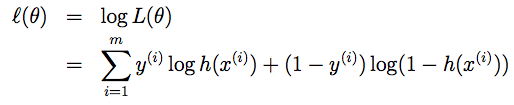 ℓ(θ) = log L(θ)
= ∑_{i=1}^{m} y^{(i)} log h(x^{(i)}) + (1 − y^{(i)}) log(1 − h(x^{(i)}))